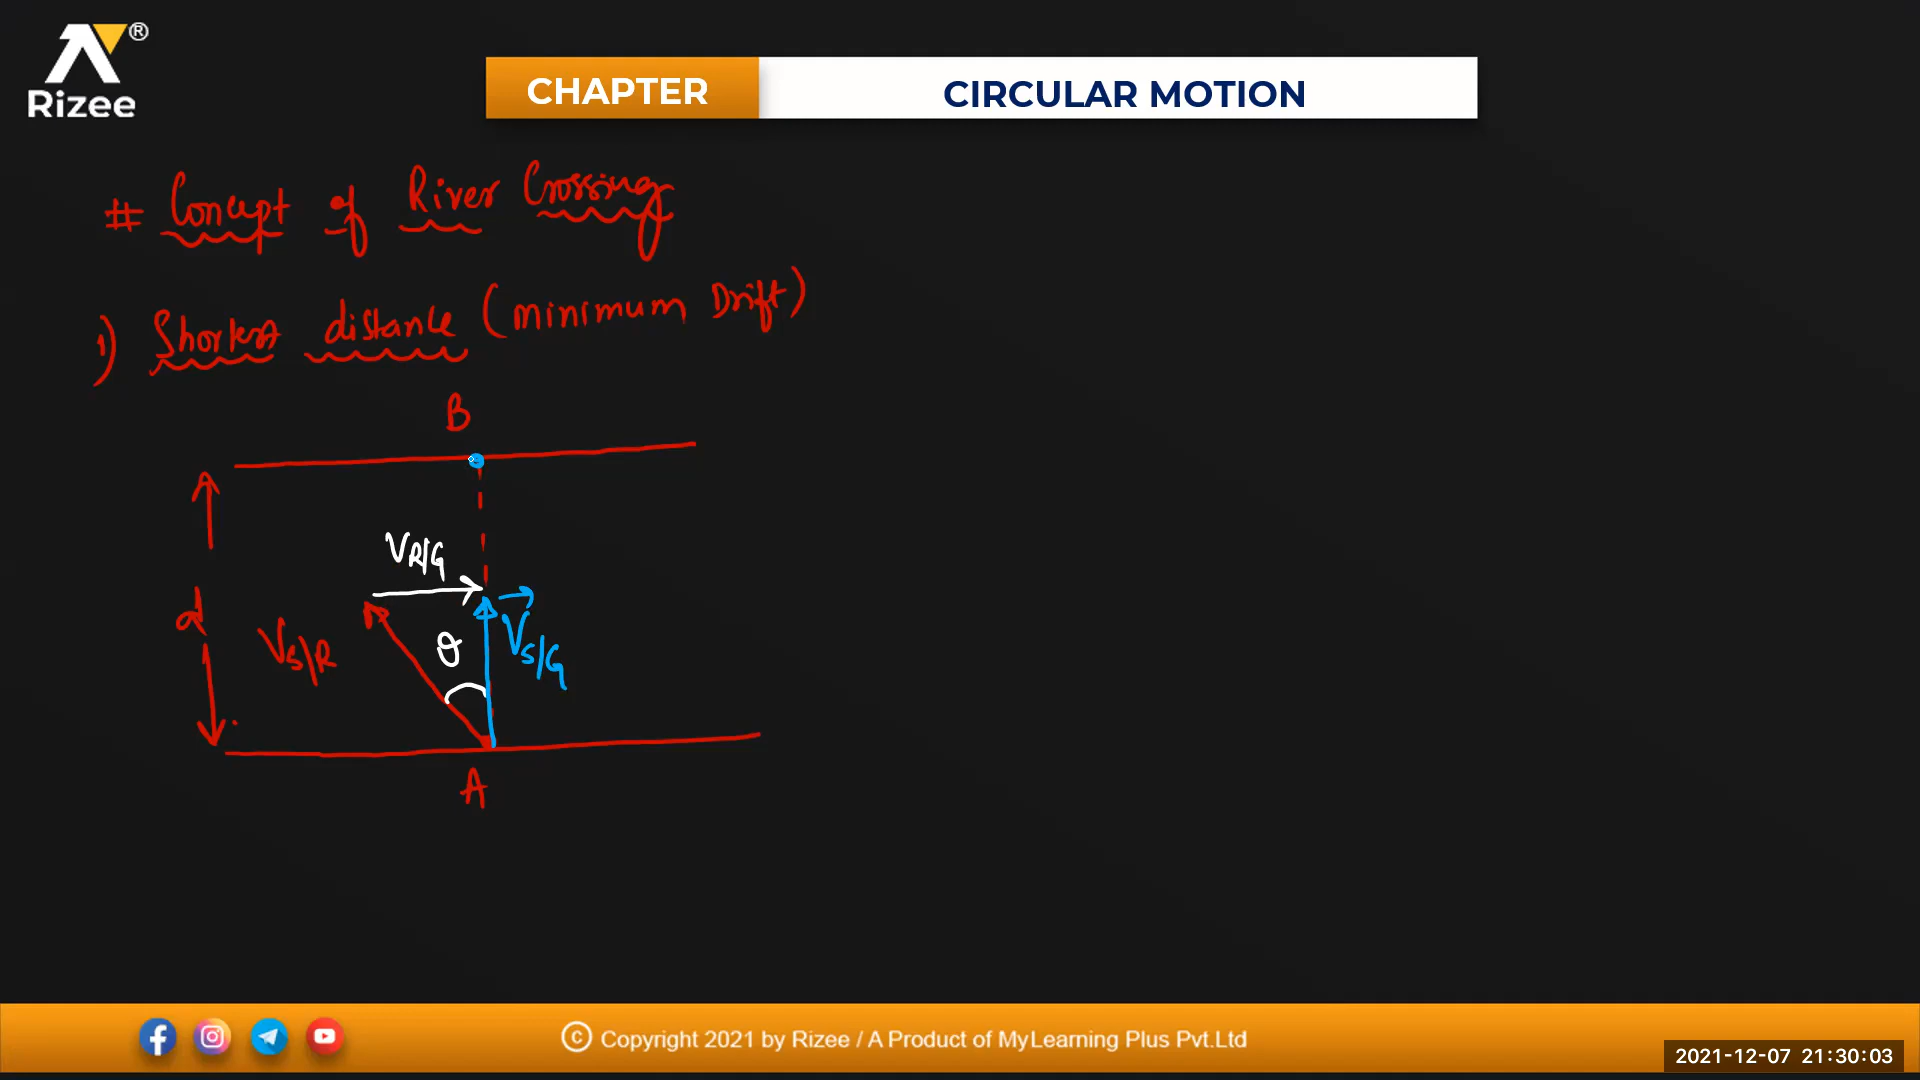 Rizee®
CHAPTER
CIRCULAR MOTION
# Concept of River Crossing
1) Shortest distance (minimum Drift)
B
VR/G
d
VS/R
θ
VS/G
A
© Copyright 2021 by Rizee / A Product of MyLearning Plus Pvt.Ltd
2021-12-07 21:30:03